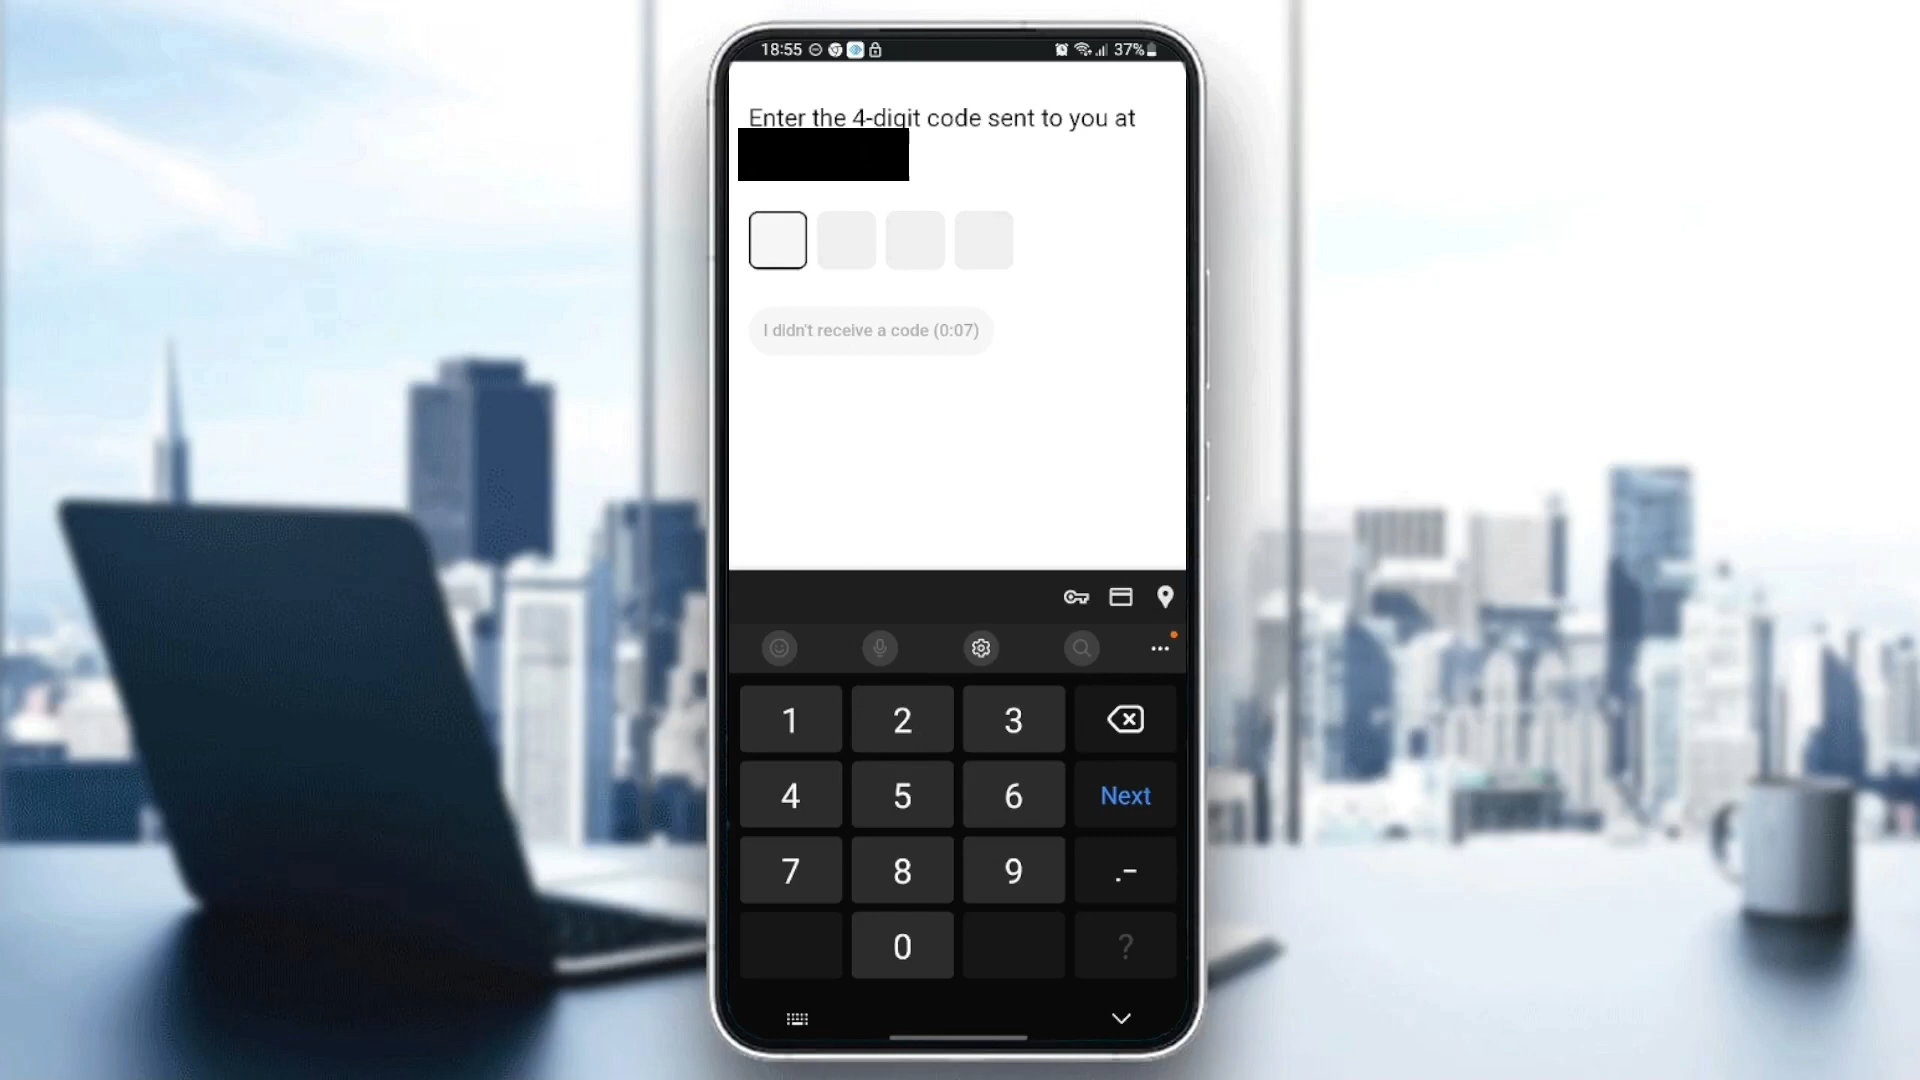 18:55 37%
Enter the 4-digit code sent to you at
I didn't receive a code (0:07)
1 2 3
4 5 6 Next
7 8 9 .-
0 ?